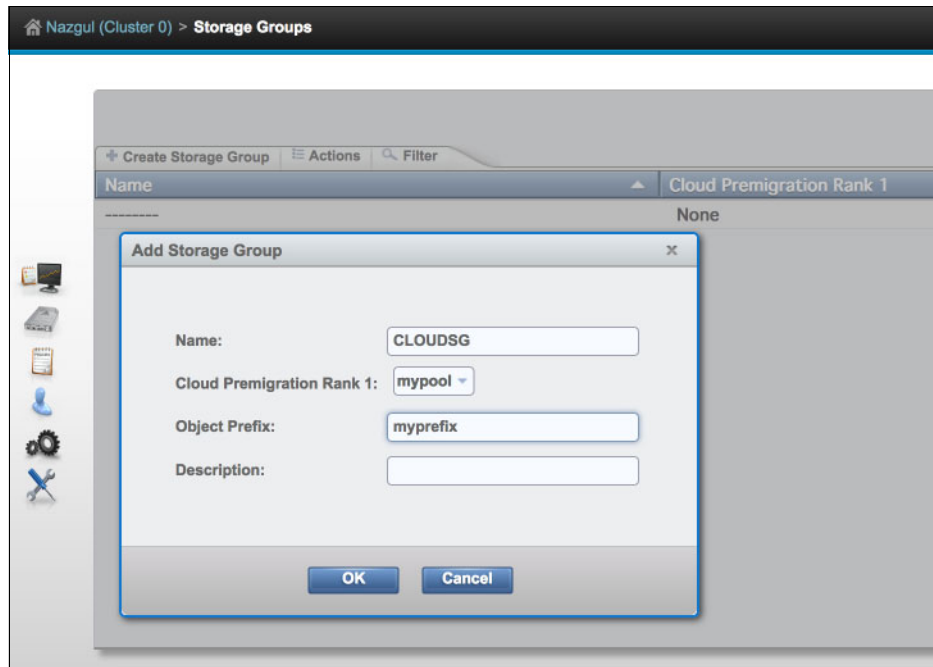 Nazgul (Cluster 0) > Storage Groups
Create Storage Group Actions Filter
Name Cloud Premigration Rank 1
-------- None
Add Storage Group x
Name: CLOUDSG
Cloud Premigration Rank 1: mypool
Object Prefix: myprefix
Description:
OK Cancel